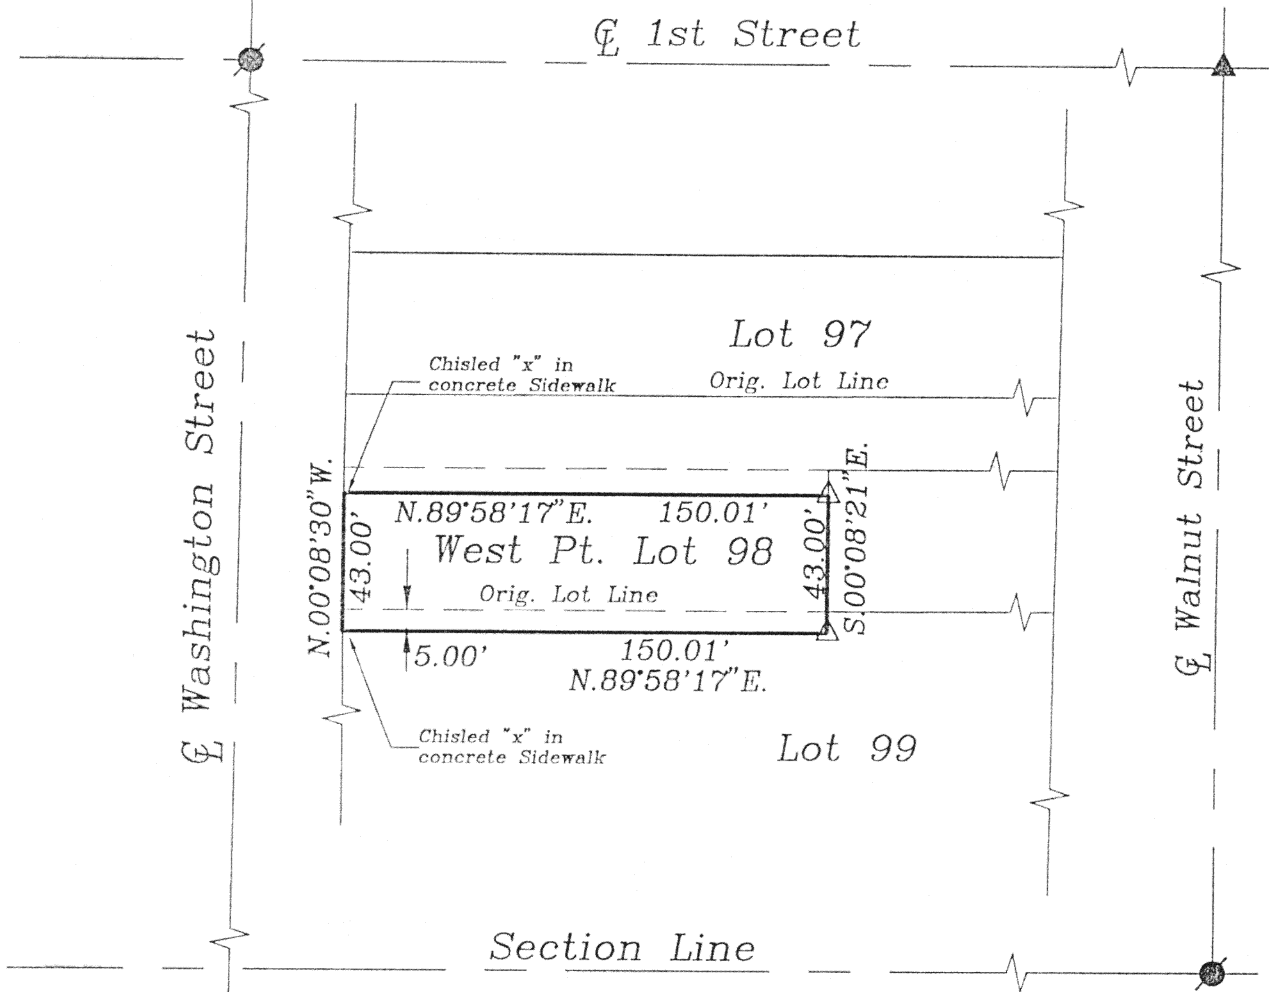 ℄ 1st Street
Lot 97
Chisled "x" in
concrete Sidewalk
Orig. Lot Line
℄ Washington Street
℄ Walnut Street
N.00°08'30"W.
43.00'
N.89°58'17"E. 150.01'
West Pt. Lot 98
Orig. Lot Line
43.00'
S.00°08'21"E.
5.00'
150.01'
N.89°58'17"E.
Chisled "x" in
concrete Sidewalk
Lot 99
Section Line